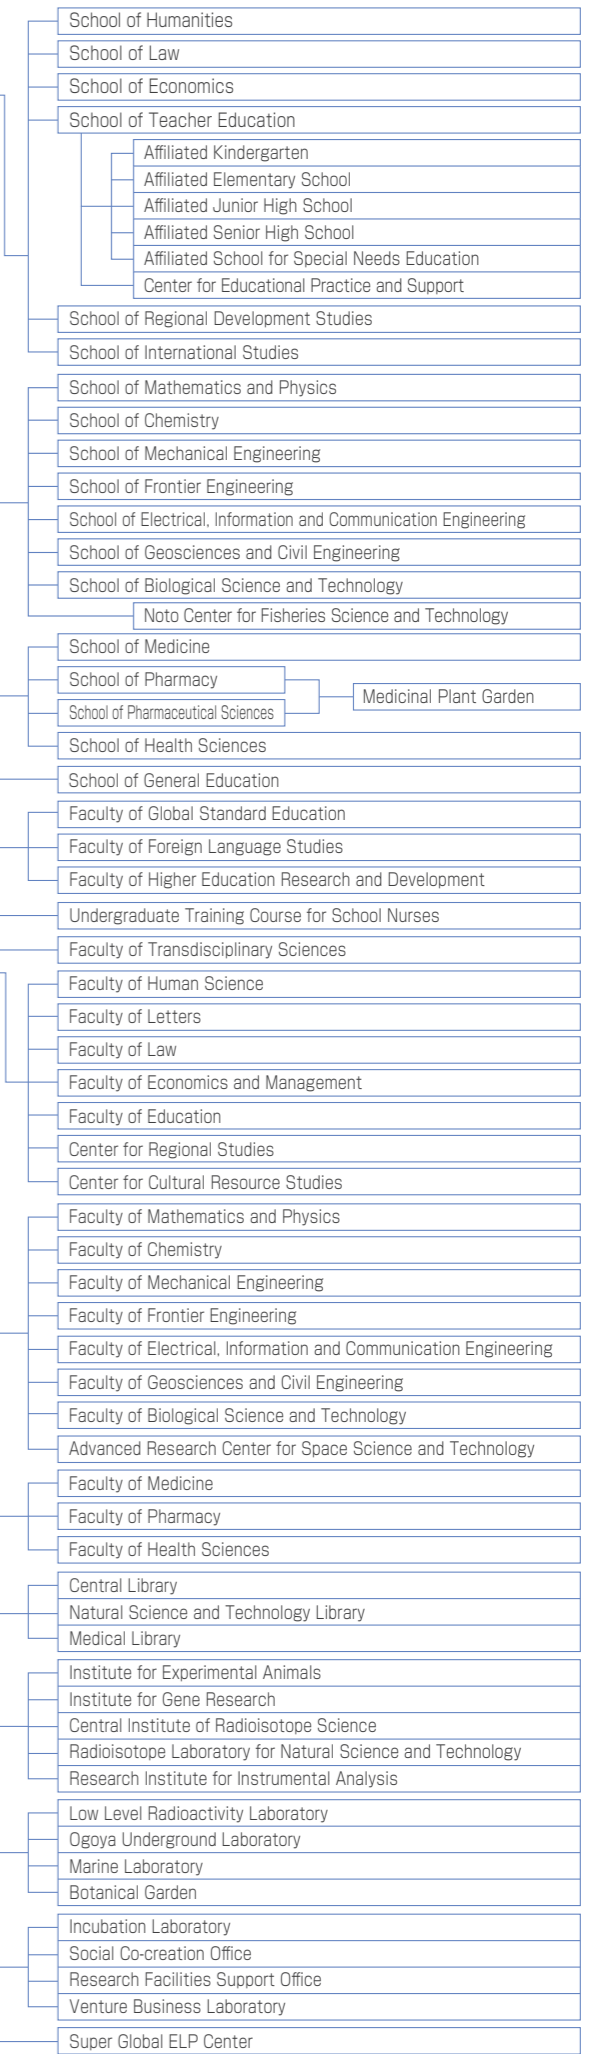 School of Humanities
School of Law
School of Economics
School of Teacher Education
Affiliated Kindergarten
Affiliated Elementary School
Affiliated Junior High School
Affiliated Senior High School
Affiliated School for Special Needs Education
Center for Educational Practice and Support
School of Regional Development Studies
School of International Studies
School of Mathematics and Physics
School of Chemistry
School of Mechanical Engineering
School of Frontier Engineering
School of Electrical, Information and Communication Engineering
School of Geosciences and Civil Engineering
School of Biological Science and Technology
Noto Center for Fisheries Science and Technology
School of Medicine
School of Pharmacy
Medicinal Plant Garden
School of Pharmaceutical Sciences
School of Health Sciences
School of General Education
Faculty of Global Standard Education
Faculty of Foreign Language Studies
Faculty of Higher Education Research and Development
Undergraduate Training Course for School Nurses
Faculty of Transdisciplinary Sciences
Faculty of Human Science
Faculty of Letters
Faculty of Law
Faculty of Economics and Management
Faculty of Education
Center for Regional Studies
Center for Cultural Resource Studies
Faculty of Mathematics and Physics
Faculty of Chemistry
Faculty of Mechanical Engineering
Faculty of Frontier Engineering
Faculty of Electrical, Information and Communication Engineering
Faculty of Geosciences and Civil Engineering
Faculty of Biological Science and Technology
Advanced Research Center for Space Science and Technology
Faculty of Medicine
Faculty of Pharmacy
Faculty of Health Sciences
Central Library
Natural Science and Technology Library
Medical Library
Institute for Experimental Animals
Institute for Gene Research
Central Institute of Radioisotope Science
Radioisotope Laboratory for Natural Science and Technology
Research Institute for Instrumental Analysis
Low Level Radioactivity Laboratory
Ogoya Underground Laboratory
Marine Laboratory
Botanical Garden
Incubation Laboratory
Social Co-creation Office
Research Facilities Support Office
Venture Business Laboratory
Super Global ELP Center